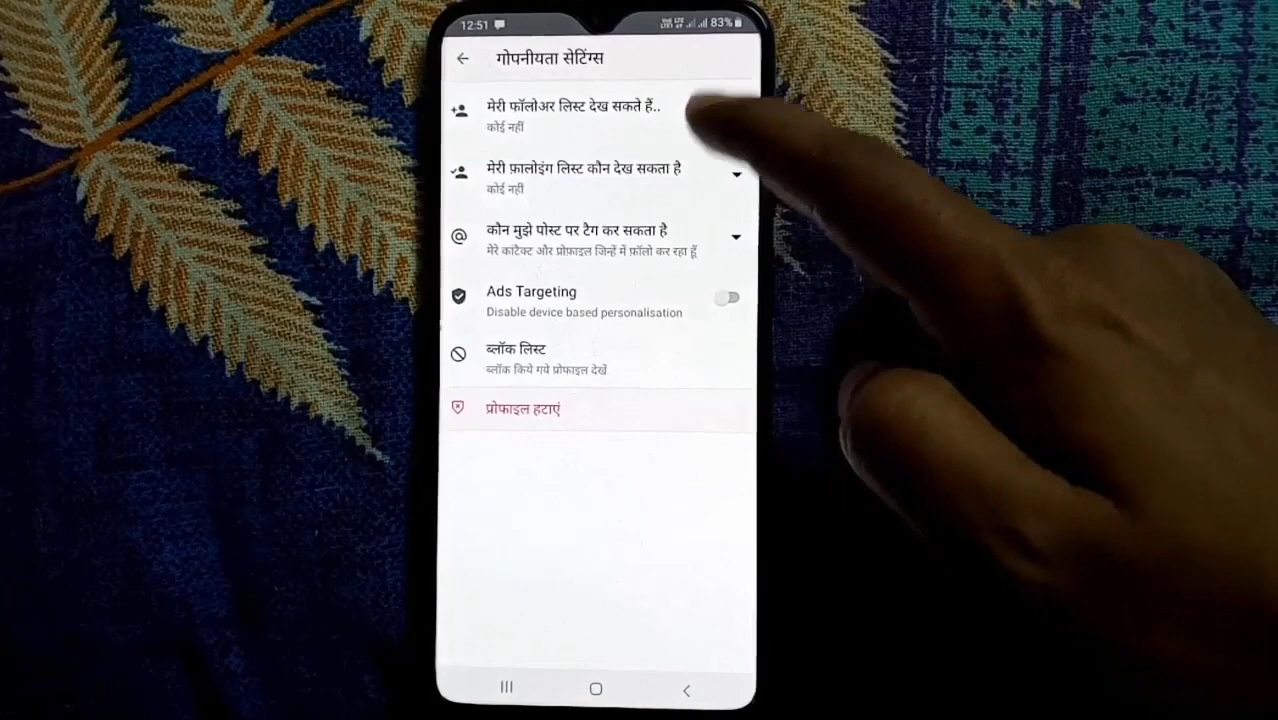 12:51 83%
गोपनीयता सेटिंग्स
मेरी फॉलोअर लिस्ट देख सकते हैं..
कोई नहीं
मेरी फ़ालोइंग लिस्ट कौन देख सकता है
कोई नहीं
कौन मुझे पोस्ट पर टैग कर सकता है
मेरे कांटैक्ट और प्रोफ़ाइल जिन्हें में फ़ॉलो कर रहा हूँ
Ads Targeting
Disable device based personalisation
ब्लॉक लिस्ट
ब्लॉक किये गये प्रोफाइल देखें
प्रोफाइल हटाएं